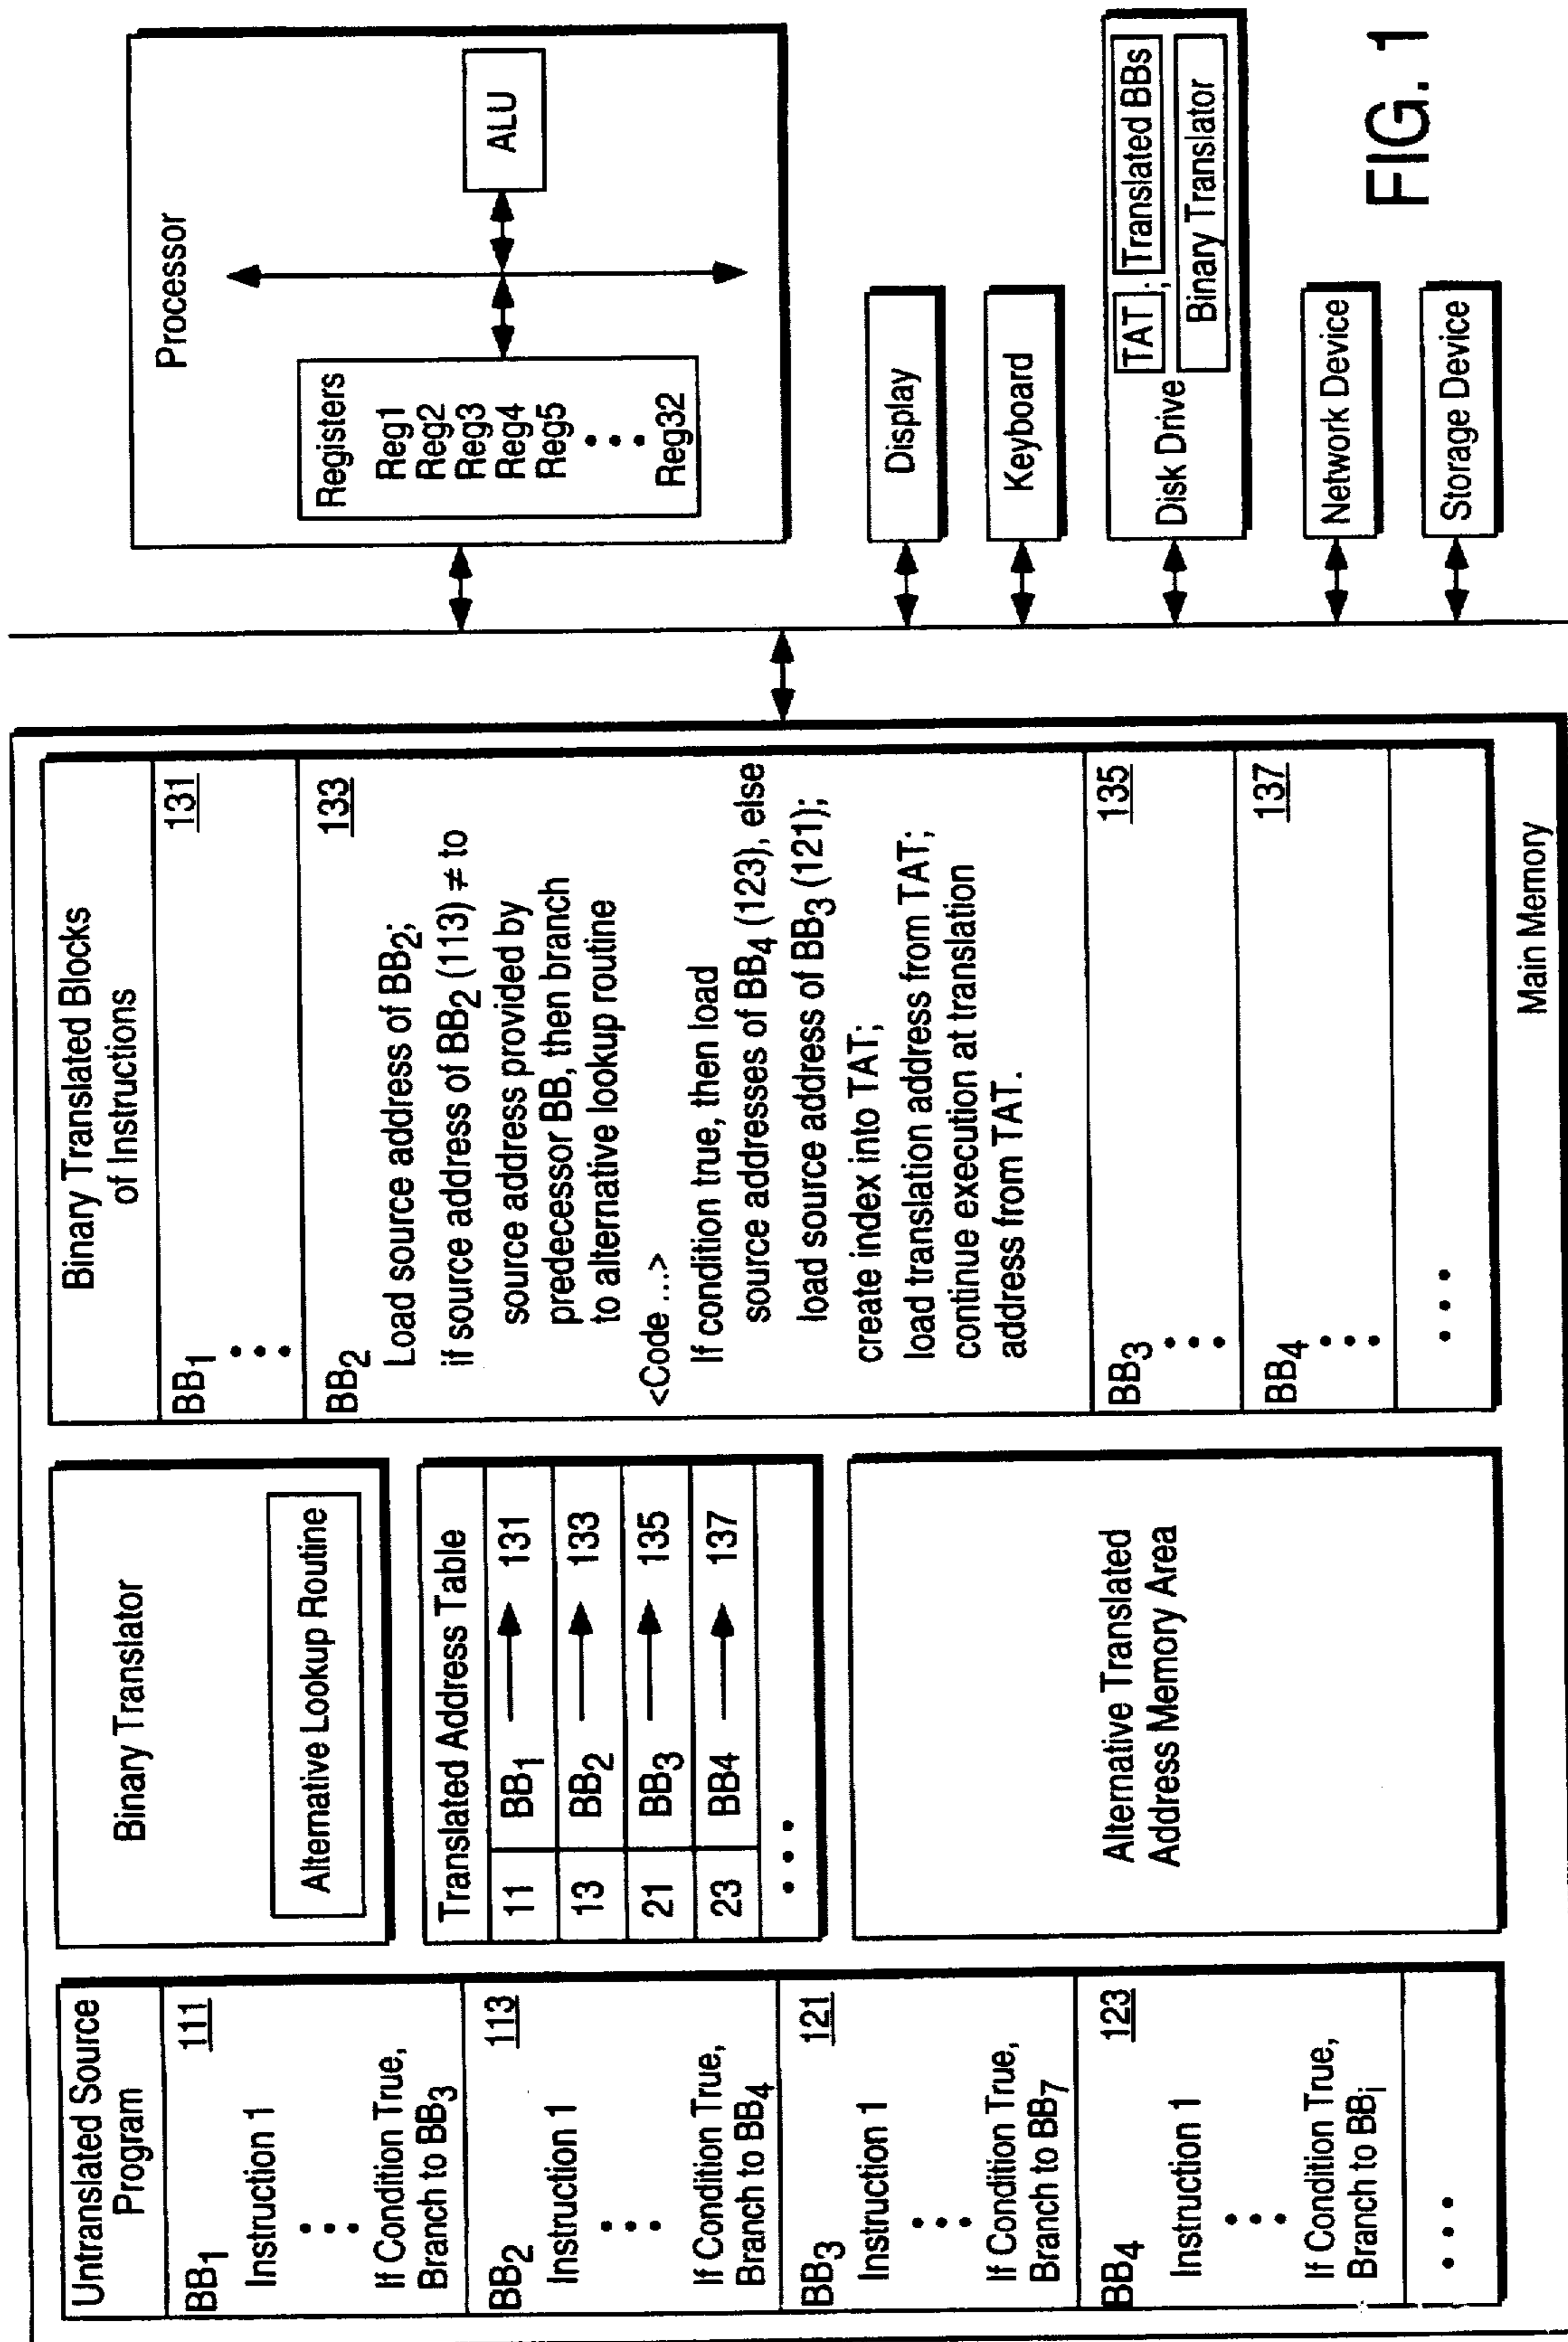 Untranslated Source
Program
BB1
111
Instruction 1
If Condition True,
Branch to BB3
BB2
113
Instruction 1
If Condition True,
Branch to BB4
BB3
121
Instruction 1
If Condition True,
Branch to BB7
BB4
123
Instruction 1
If Condition True,
Branch to BBi
Binary Translator
Alternative Lookup Routine
Translated Address Table
11 BB1 131
13 BB2 133
21 BB3 135
23 BB4 137
Alternative Translated
Address Memory Area
Binary Translated Blocks
of Instructions
BB1
131
BB2
133
Load source address of BB2;
if source address of BB2 (113) ≠ to
source address provided by
predecessor BB, then branch
to alternative lookup routine
<Code ...>
If condition true, then load
source addresses of BB4 (123), else
load source address of BB3 (121);
create index into TAT;
load translation address from TAT;
continue execution at translation
address from TAT.
BB3
135
BB4
137
Main Memory
Processor
Registers
Reg1
Reg2
Reg3
Reg4
Reg5
Reg32
ALU
Display
Keyboard
Disk Drive
TAT ; Translated BBs
Binary Translator
Network Device
Storage Device
FIG. 1